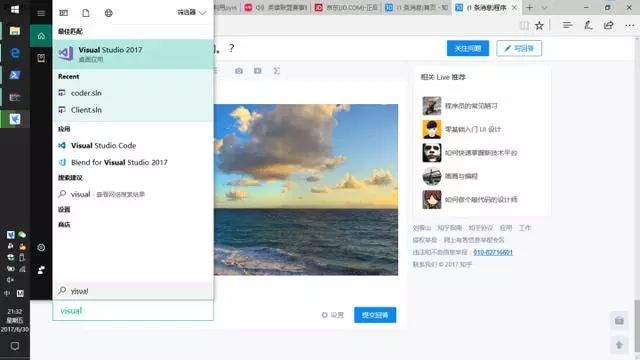 筛选器
最佳匹配
Visual Studio 2017
桌面应用
Recent
coder.sln
Client.sln
应用
Visual Studio Code
Blend for Visual Studio 2017
搜索建议
visual - 查看网络搜索结果
设置
商店
visual
visual
中 M
21:32
星期五
2017/6/30
京东(JD.COM)-正
(1 条消息)首页 - 知
(1 条消息)程序
的。？
关注问题
写回答
相关 Live 推荐
程序员的常见陋习
零基础入门 UI 设计
如何快速掌握新技术平台
画画与编程
如何做个敲代码的设计师
刘看山 · 知乎指南 · 知乎协议 · 应用 · 工作
侵权举报 · 网上有害信息举报专区
违法和不良信息举报：010-82716601
联系我们 © 2017 知乎
设置
提交回答